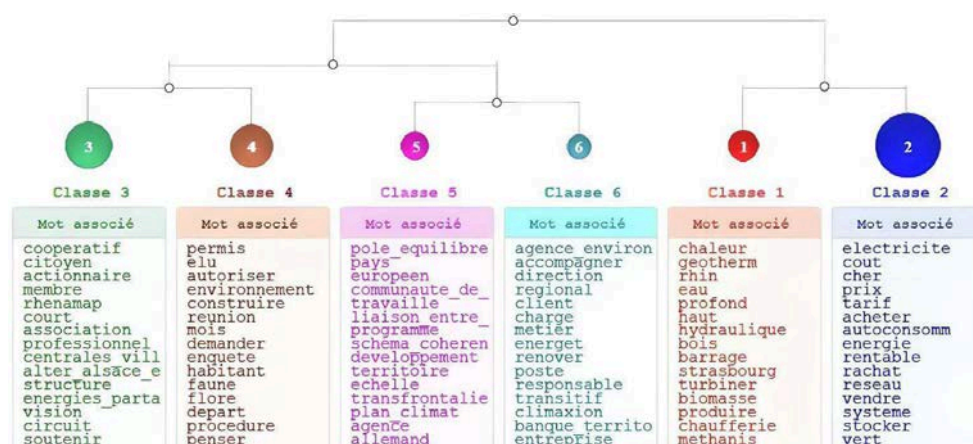 3 4 5 6 1 2
Classe 3 Classe 4 Classe 5 Classe 6 Classe 1 Classe 2
Mot associé Mot associé Mot associé Mot associé Mot associé Mot associé
cooperatif permis pole_equilibre agence_environ chaleur electricite
citoyen elu pays accompagner geotherm cout
actionnaire autoriser europeen direction rhin cher
membre environnement communaute_de_ regional eau prix
rhenamap construire travaille client profond tarif
court reunion liaison_entre_ charge haut acheter
association mois programme metier hydraulique autoconsomm
professionnel demander schema_coheren energet bois energie
centrales_vill enquete developpement renover barrage rentable
alter_alsace_e habitant territoire poste strasbourg rachat
structure faune echelle responsable turbiner reseau
energies_parta flore transfrontalie transitif biomasse vendre
vision depart plan_climat climaxion produire systeme
circuit procedure agence banque_territo chaufferie stocker
soutenir penser allemand entreprise methanis vert